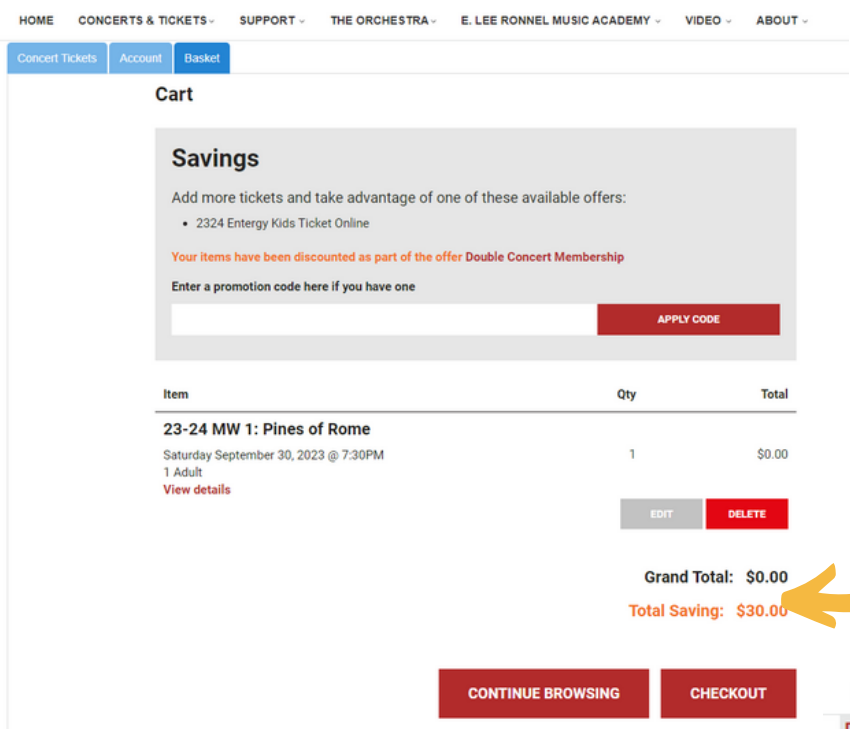 HOME CONCERTS & TICKETS SUPPORT THE ORCHESTRA E. LEE RONNEL MUSIC ACADEMY VIDEO ABOUT
Concert Tickets Account Basket
Cart
Savings
Add more tickets and take advantage of one of these available offers:
• 2324 Entergy Kids Ticket Online
Your items have been discounted as part of the offer Double Concert Membership
Enter a promotion code here if you have one
APPLY CODE
Item Qty Total
23-24 MW 1: Pines of Rome
Saturday September 30, 2023 @ 7:30PM 1 $0.00
1 Adult
View details
EDIT DELETE
Grand Total: $0.00
Total Saving: $30.00
CONTINUE BROWSING CHECKOUT